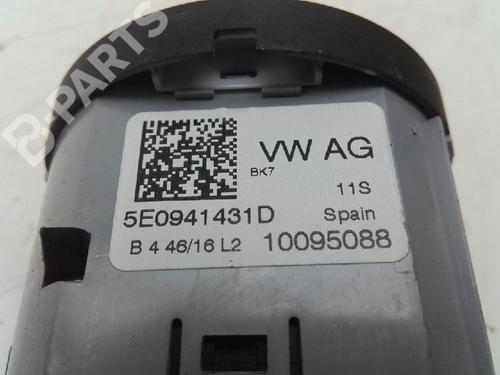 B-PARTS
VW AG
BK7
11S
5E0941431D
Spain
B 4 46/16 L2
10095088